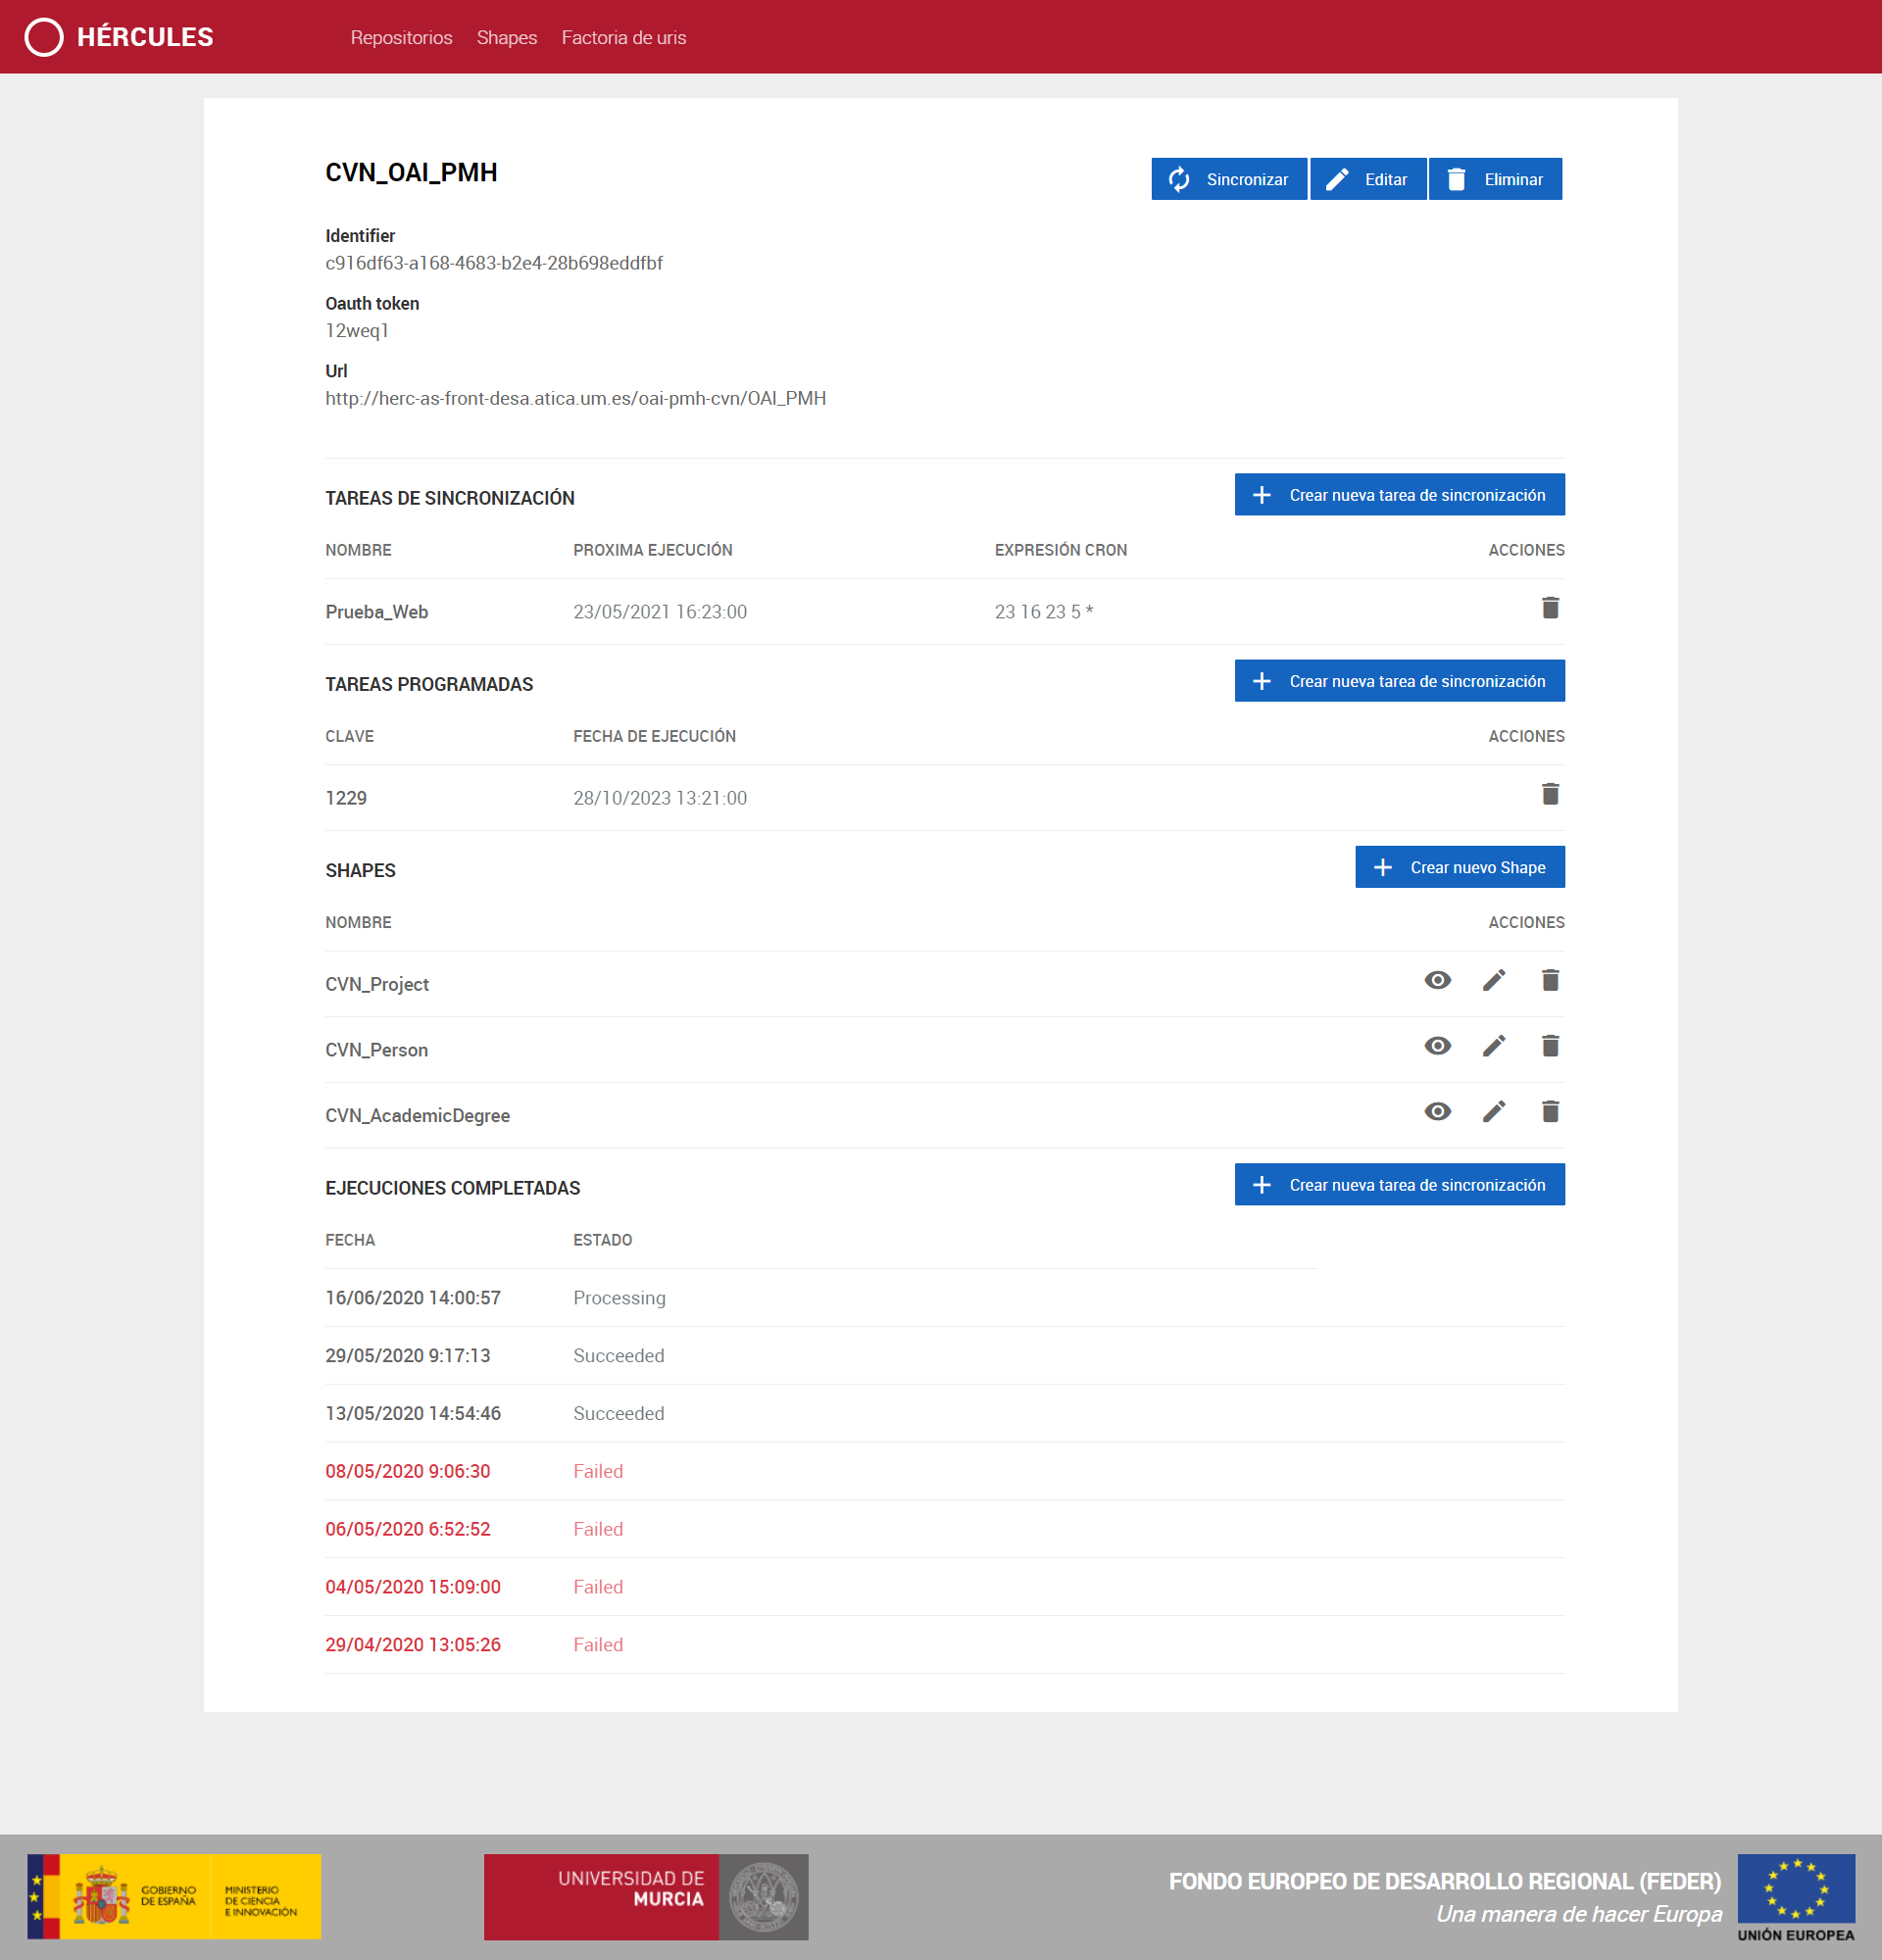 HÉRCULES
Repositorios Shapes Factoria de uris
CVN_OAI_PMH
Sincronizar Editar Eliminar
Identifier
c916df63-a168-4683-b2e4-28b698eddfbf
Oauth token
12weq1
Url
http://herc-as-front-desa.atica.um.es/oai-pmh-cvn/OAI_PMH
TAREAS DE SINCRONIZACIÓN Crear nueva tarea de sincronización
NOMBRE PROXIMA EJECUCIÓN EXPRESIÓN CRON ACCIONES
Prueba_Web 23/05/2021 16:23:00 23 16 23 5 *
TAREAS PROGRAMADAS Crear nueva tarea de sincronización
CLAVE FECHA DE EJECUCIÓN ACCIONES
1229 28/10/2023 13:21:00
SHAPES Crear nuevo Shape
NOMBRE ACCIONES
CVN_Project
CVN_Person
CVN_AcademicDegree
EJECUCIONES COMPLETADAS Crear nueva tarea de sincronización
FECHA ESTADO
16/06/2020 14:00:57 Processing
29/05/2020 9:17:13 Succeeded
13/05/2020 14:54:46 Succeeded
08/05/2020 9:06:30 Failed
06/05/2020 6:52:52 Failed
04/05/2020 15:09:00 Failed
29/04/2020 13:05:26 Failed
GOBIERNO
DE ESPAÑA
MINISTERIO
DE CIENCIA
E INNOVACIÓN
UNIVERSIDAD DE
MURCIA
FONDO EUROPEO DE DESARROLLO REGIONAL (FEDER)
Una manera de hacer Europa
UNIÓN EUROPEA